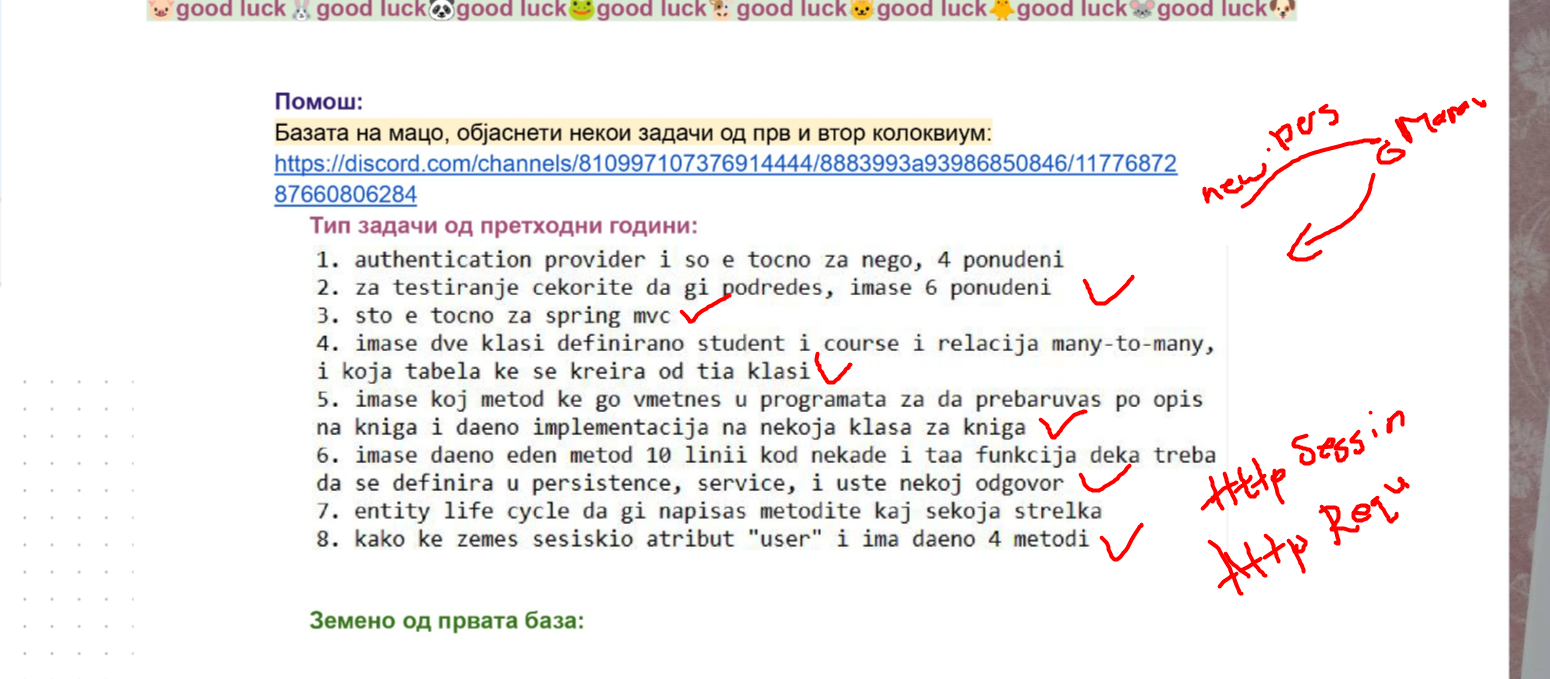 🐷good luck🐰good luck🐼good luck🐸good luck🐮good luck🐱good luck🐥good luck🐭good luck🐶
Помош:
Базата на мацо, објаснети некои задачи од прв и втор колоквиум:
https://discord.com/channels/810997107376914444/8883993a93986850846/11776872
87660806284
Тип задачи од претходни години:
1. authentication provider i so e tocno za nego, 4 ponudeni
2. za testiranje cekorite da gi podredes, imase 6 ponudeni
3. sto e tocno za spring mvc
4. imase dve klasi definirano student i course i relacija many-to-many,
i koja tabela ke se kreira od tia klasi
5. imase koj metod ke go vmetnes u programata za da prebaruvas po opis
na kniga i daeno implementacija na nekoja klasa za kniga
6. imase daeno eden metod 10 linii kod nekade i taa funkcija deka treba
da se definira u persistence, service, i uste nekoj odgovor
7. entity life cycle da gi napisas metodite kaj sekoja strelka
8. kako ke zemes sesiskio atribut "user" i ima daeno 4 metodi
Земено од првата база:
new pers
Http Sessin
Http Requ